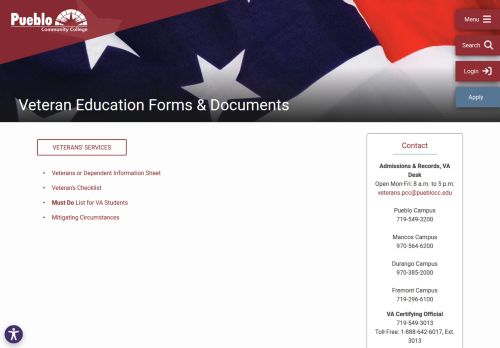 Pueblo
Community College
Menu
Search
Login
Apply
Veteran Education Forms & Documents
VETERANS' SERVICES
Veterans or Dependent Information Sheet
Veteran's Checklist
Must Do List for VA Students
Mitigating Circumstances
Contact
Admissions & Records, VA
Desk
Open Mon-Fri: 8 a.m. to 5 p.m.
veterans.pcc@pueblocc.edu
Pueblo Campus
719-549-3200
Mancos Campus
970-564-6200
Durango Campus
970-385-2000
Fremont Campus
719-296-6100
VA Certifying Official
719-549-3013
Toll-Free: 1-888-642-6017, Ext.
3013